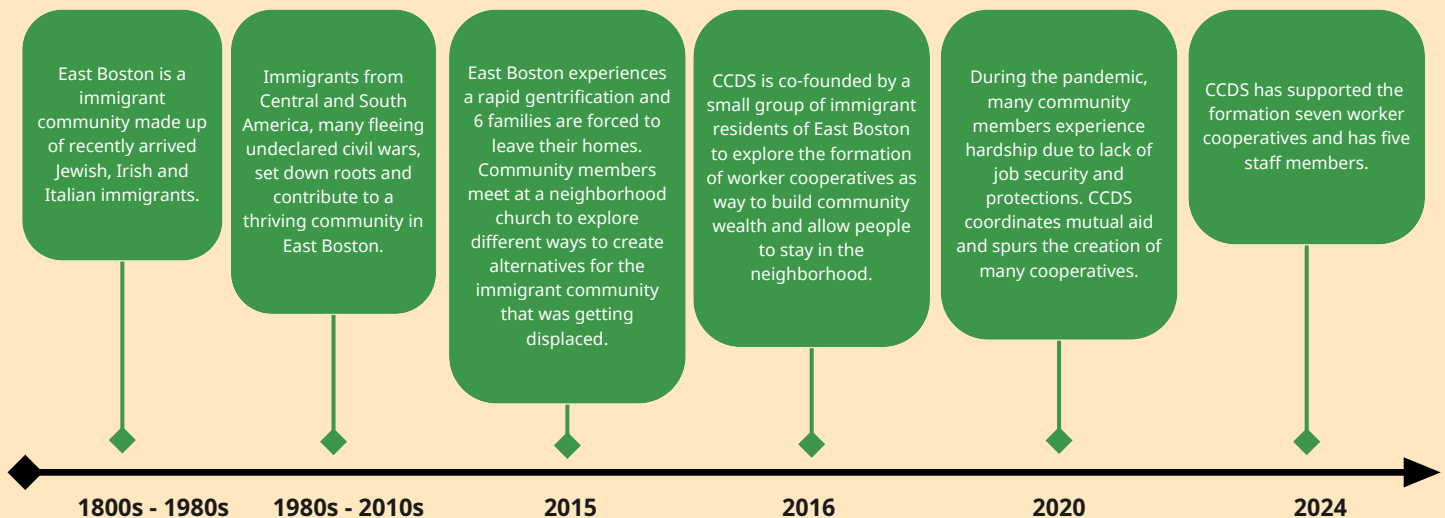 East Boston is a
immigrant
community made up
of recently arrived
Jewish, Irish and
Italian immigrants.
Immigrants from
Central and South
America, many fleeing
undeclared civil wars,
set down roots and
contribute to a
thriving community in
East Boston.
East Boston experiences
a rapid gentrification and
6 families are forced to
leave their homes.
Community members
meet at a neighborhood
church to explore
different ways to create
alternatives for the
immigrant community
that was getting
displaced.
CCDS is co-founded by a
small group of immigrant
residents of East Boston
to explore the formation
of worker cooperatives as
way to build community
wealth and allow people
to stay in the
neighborhood.
During the pandemic,
many community
members experience
hardship due to lack of
job security and
protections. CCDS
coordinates mutual aid
and spurs the creation of
many cooperatives.
CCDS has supported the
formation seven worker
cooperatives and has five
staff members.
1800s - 1980s
1980s - 2010s
2015
2016
2020
2024